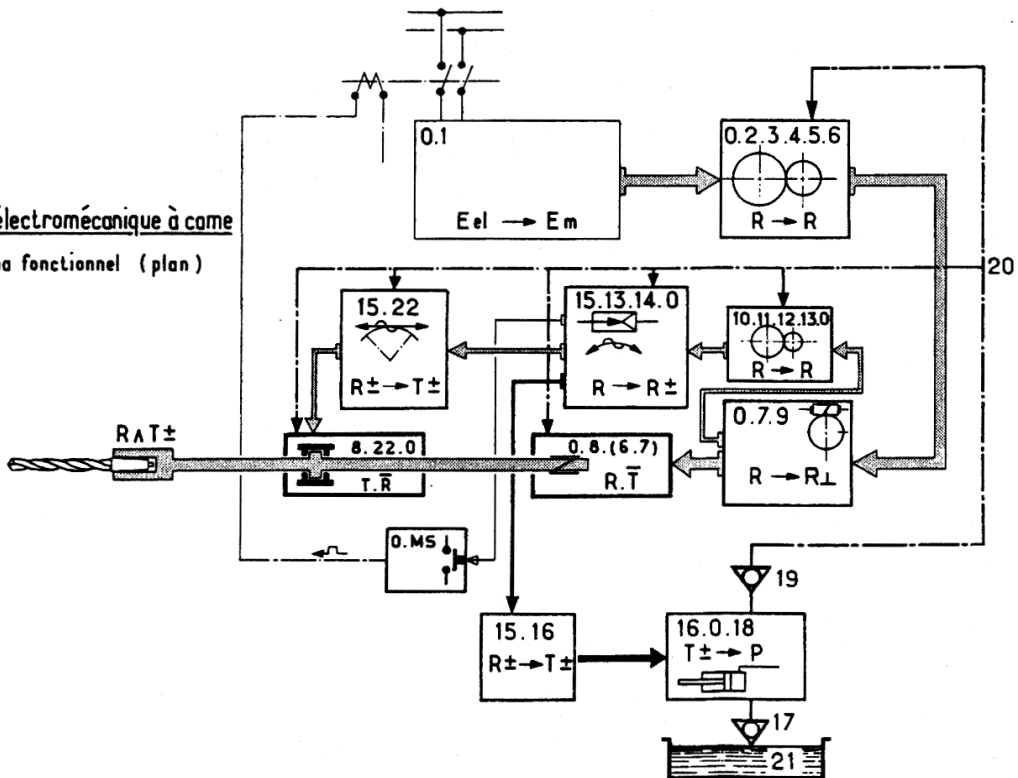 0.1
Eel → Em
0.2.3.4.5.6
R → R
électromécanique à came
a fonctionnel (plan)
20
15.22
R± → T±
15.13.14.0
R → R±
10.11.12.13.0
R → R
0.7.9
R → R⊥
R∧T±
8.22.0
T.R̅
0.8.(6.7)
R.T̅
0.MS
19
15.16
R± → T±
16.0.18
T± → P
17
21